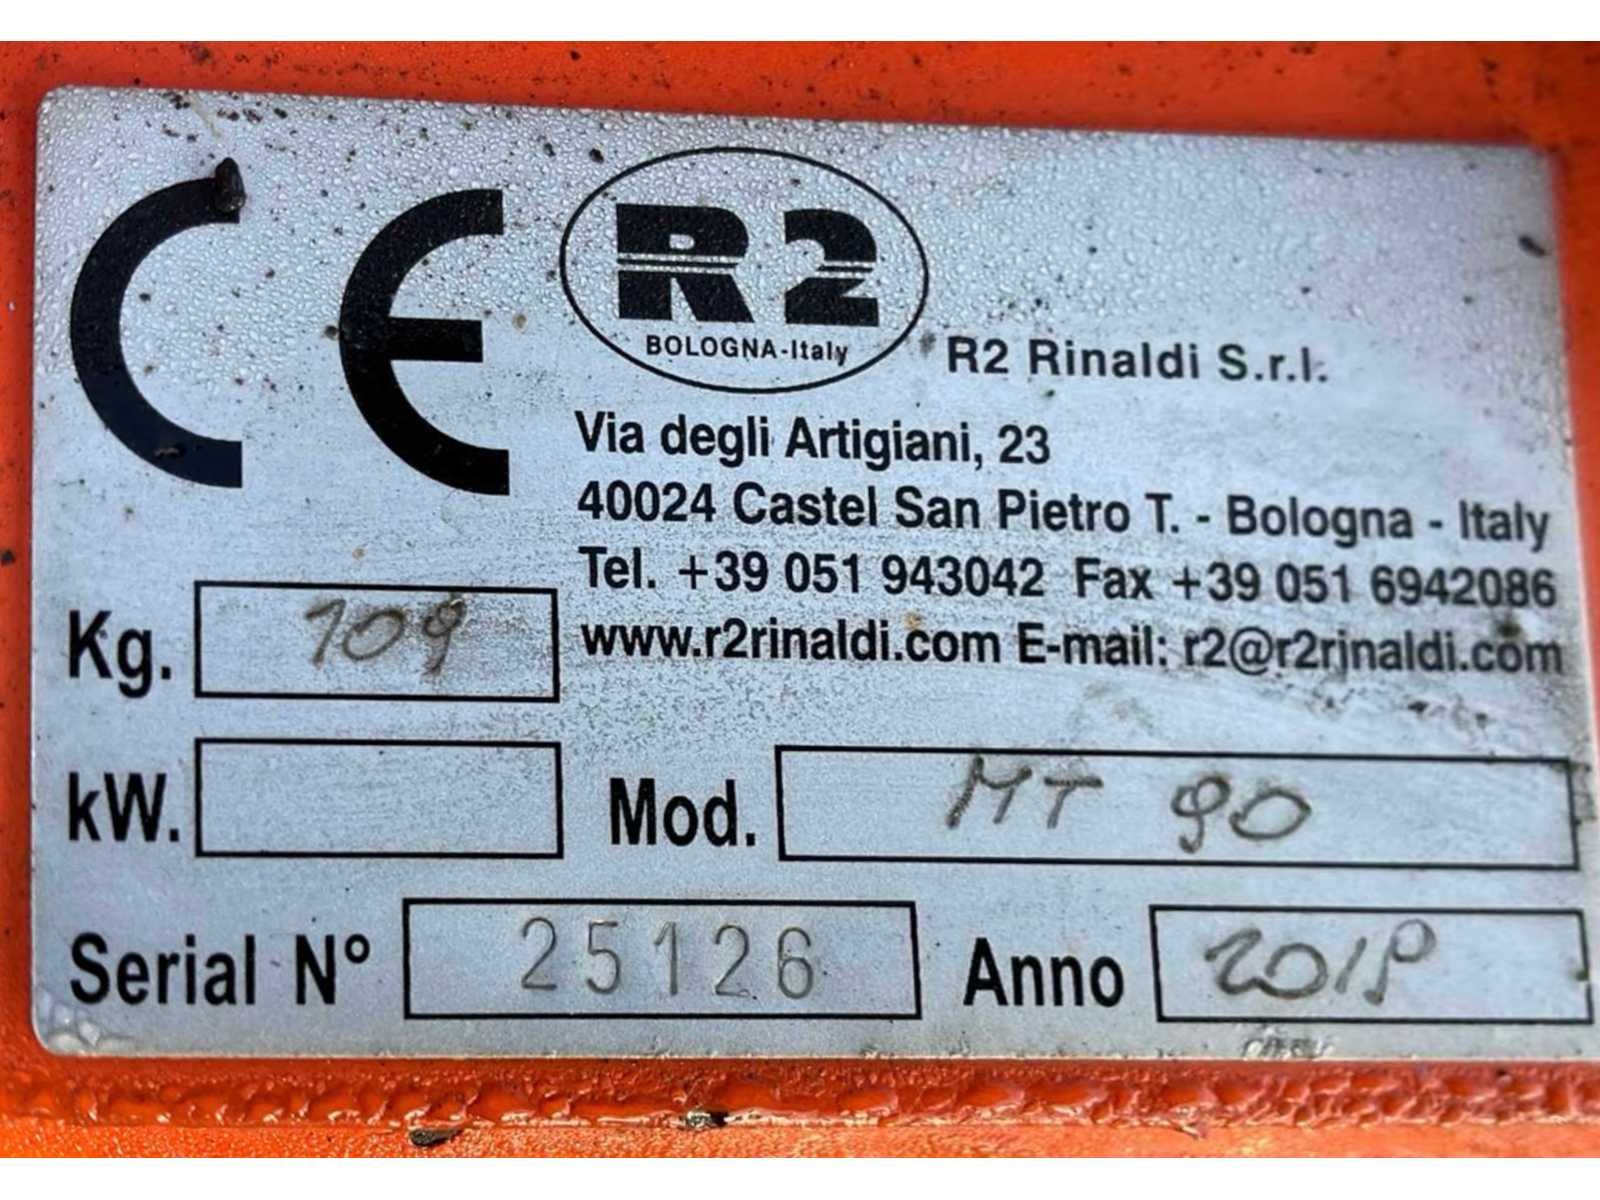 CE
R2
BOLOGNA-Italy
R2 Rinaldi S.r.l.
Via degli Artigiani, 23
40024 Castel San Pietro T. - Bologna - Italy
Tel. +39 051 943042 Fax +39 051 6942086
www.r2rinaldi.com E-mail: r2@r2rinaldi.com
Kg. 109
kW.
Mod. MT 90
Serial N° 25126
Anno